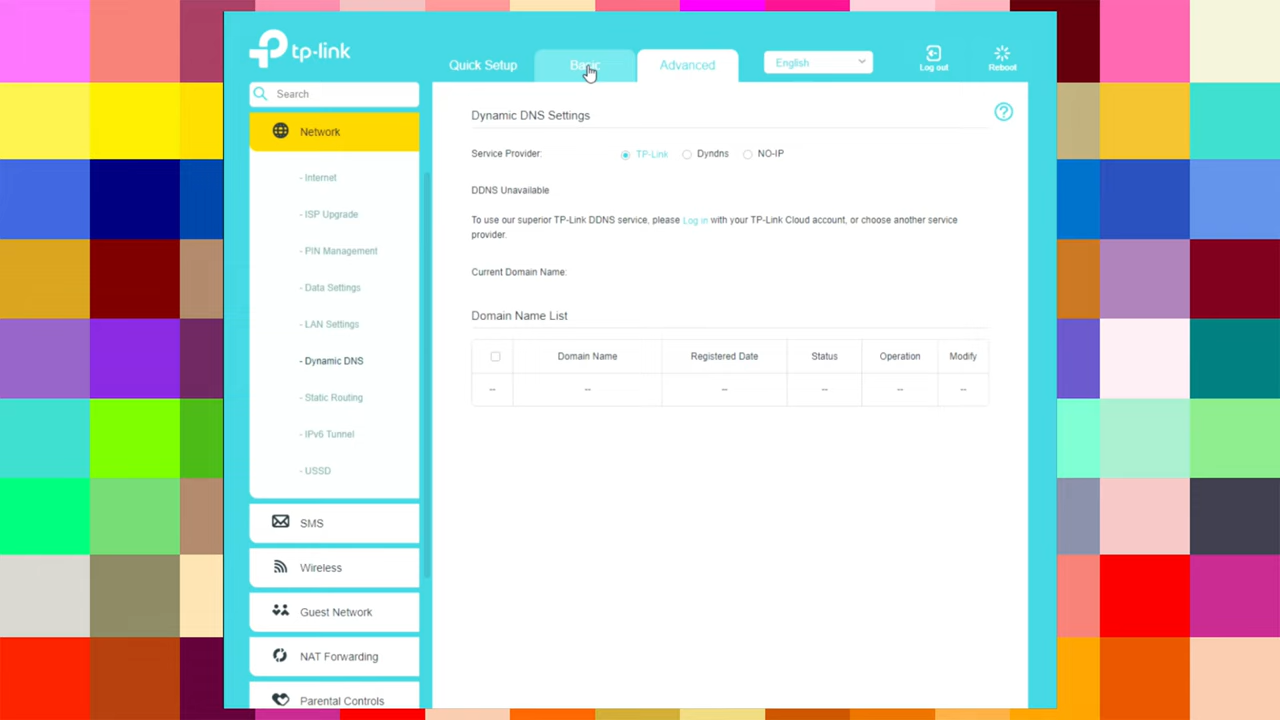 tp-link
Quick Setup
Basic
Advanced
English
Log out
Reboot
Search
Network
- Internet
- ISP Upgrade
- PIN Management
- Data Settings
- LAN Settings
- Dynamic DNS
- Static Routing
- IPv6 Tunnel
- USSD
SMS
Wireless
Guest Network
NAT Forwarding
Parental Controls
Dynamic DNS Settings
?
Service Provider: TP-Link Dyndns NO-IP
DDNS Unavailable
To use our superior TP-Link DDNS service, please Log in with your TP-Link Cloud account, or choose another service
provider.
Current Domain Name:
Domain Name List
Domain Name Registered Date Status Operation Modify
-- -- -- -- -- --